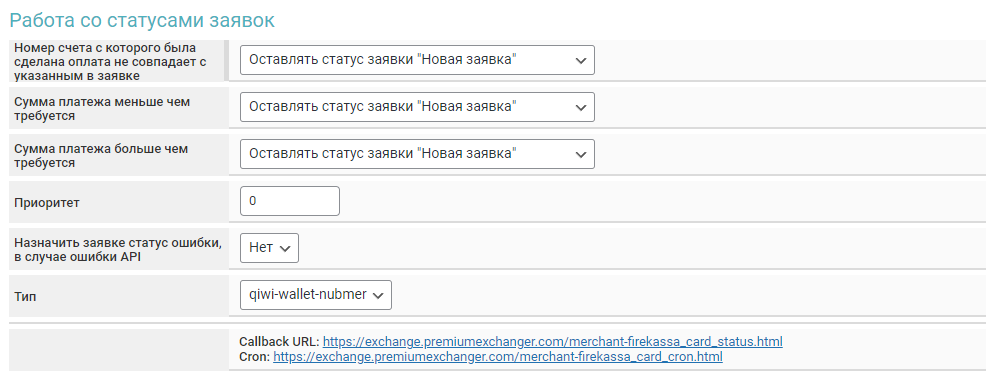 Работа со статусами заявок
Номер счета с которого была
сделана оплата не совпадает с
указанным в заявке
Оставлять статус заявки "Новая заявка"
Сумма платежа меньше чем
требуется
Оставлять статус заявки "Новая заявка"
Сумма платежа больше чем
требуется
Оставлять статус заявки "Новая заявка"
Приоритет
0
Назначить заявке статус ошибки,
в случае ошибки API
Нет
Тип
qiwi-wallet-nubmer
Callback URL: https://exchange.premiumexchanger.com/merchant-firekassa_card_status.html
Cron: https://exchange.premiumexchanger.com/merchant-firekassa_card_cron.html